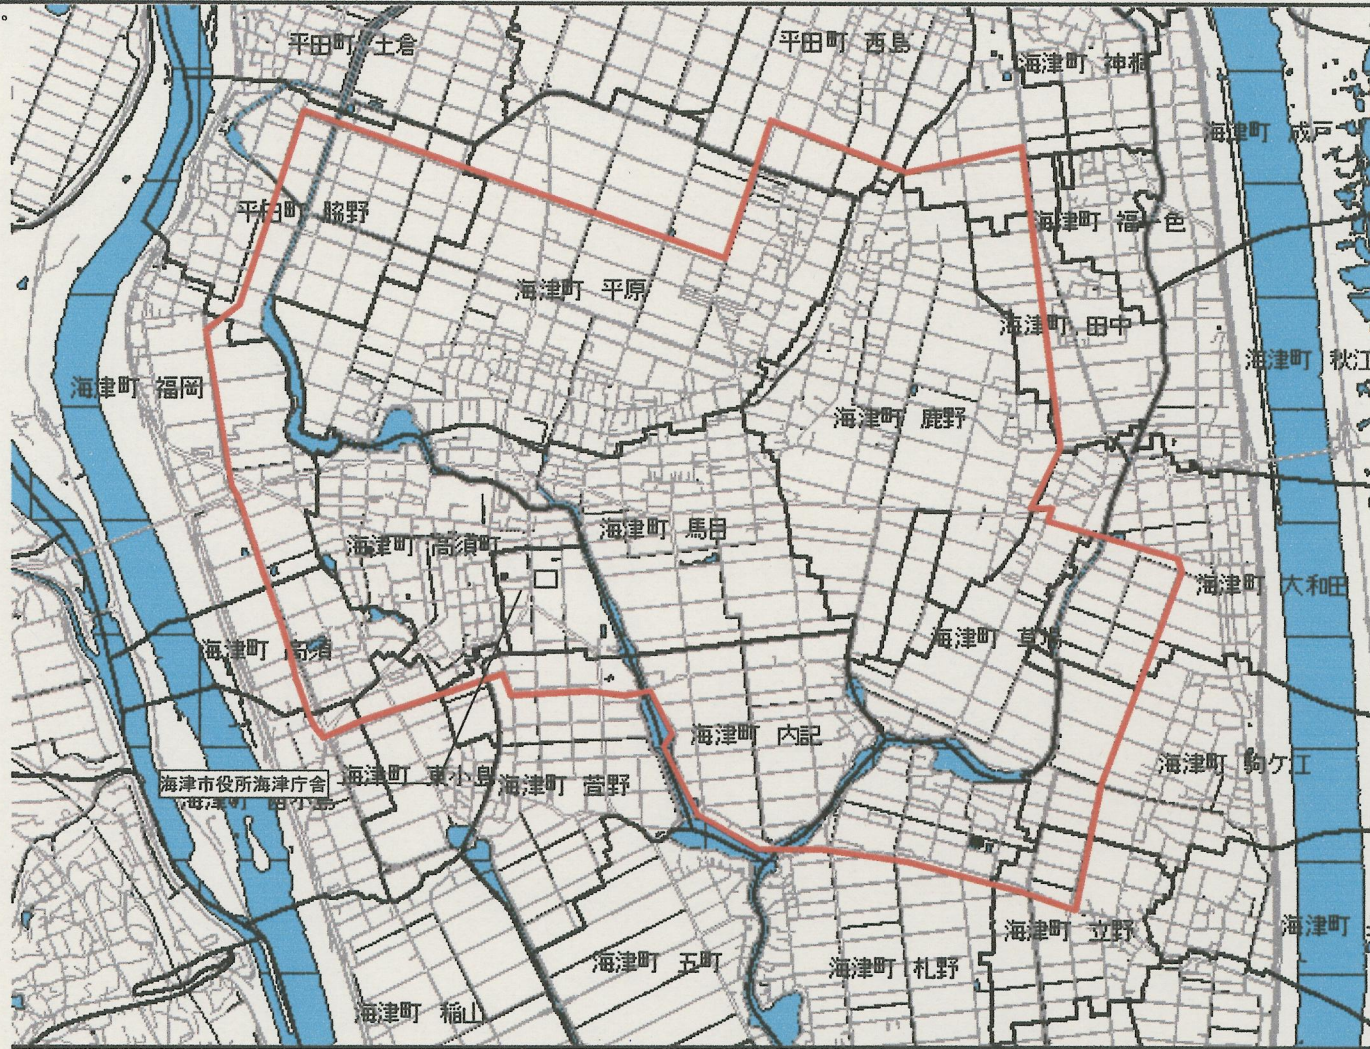 平田町 土倉
平田町 西島
海津町 神桐
海津町 成戸
平田町 脇野
海津町 福一色
海津町 平原
海津町 田中
海津町 秋江
海津町 福岡
海津町 鹿野
海津町 馬目
海津町 高須町
海津町 大和田
海津町 草場
海津町 高須
海津町 内記
海津町 駒ケ江
海津町 東小島
海津町 萱野
海津市役所海津庁舎
海津町 西小島
海津町
海津町 立野
海津町 五町
海津町 札野
海津町 稲山